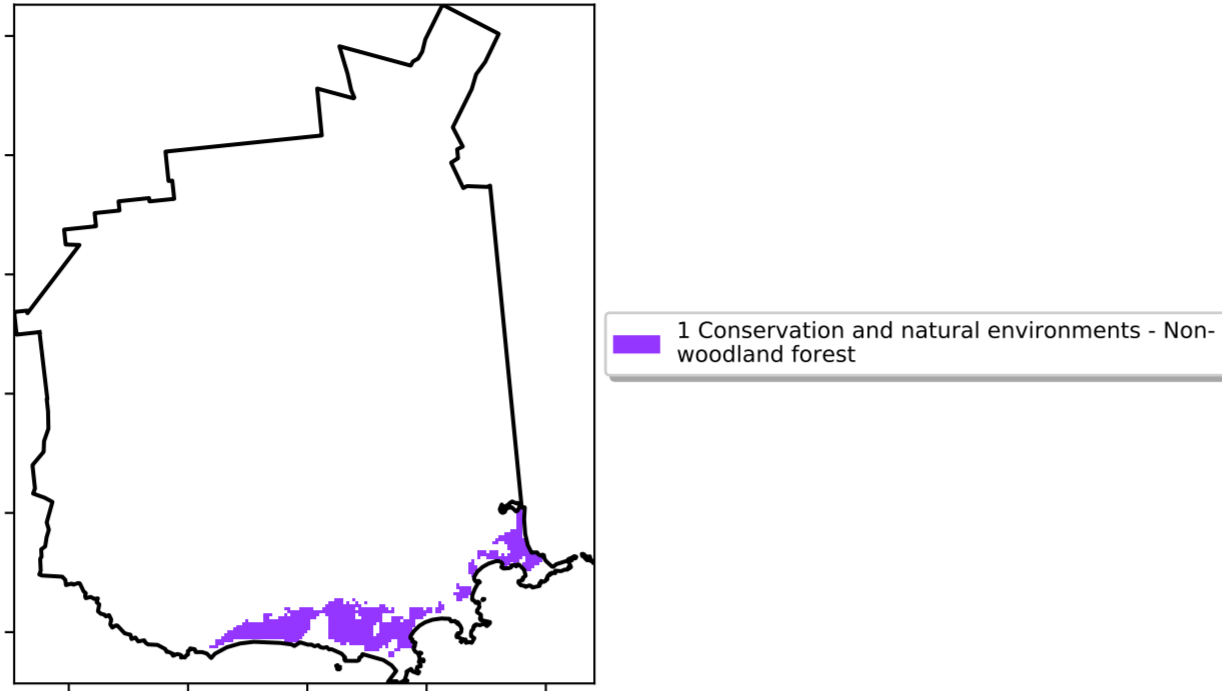 1 Conservation and natural environments - Non-
woodland forest